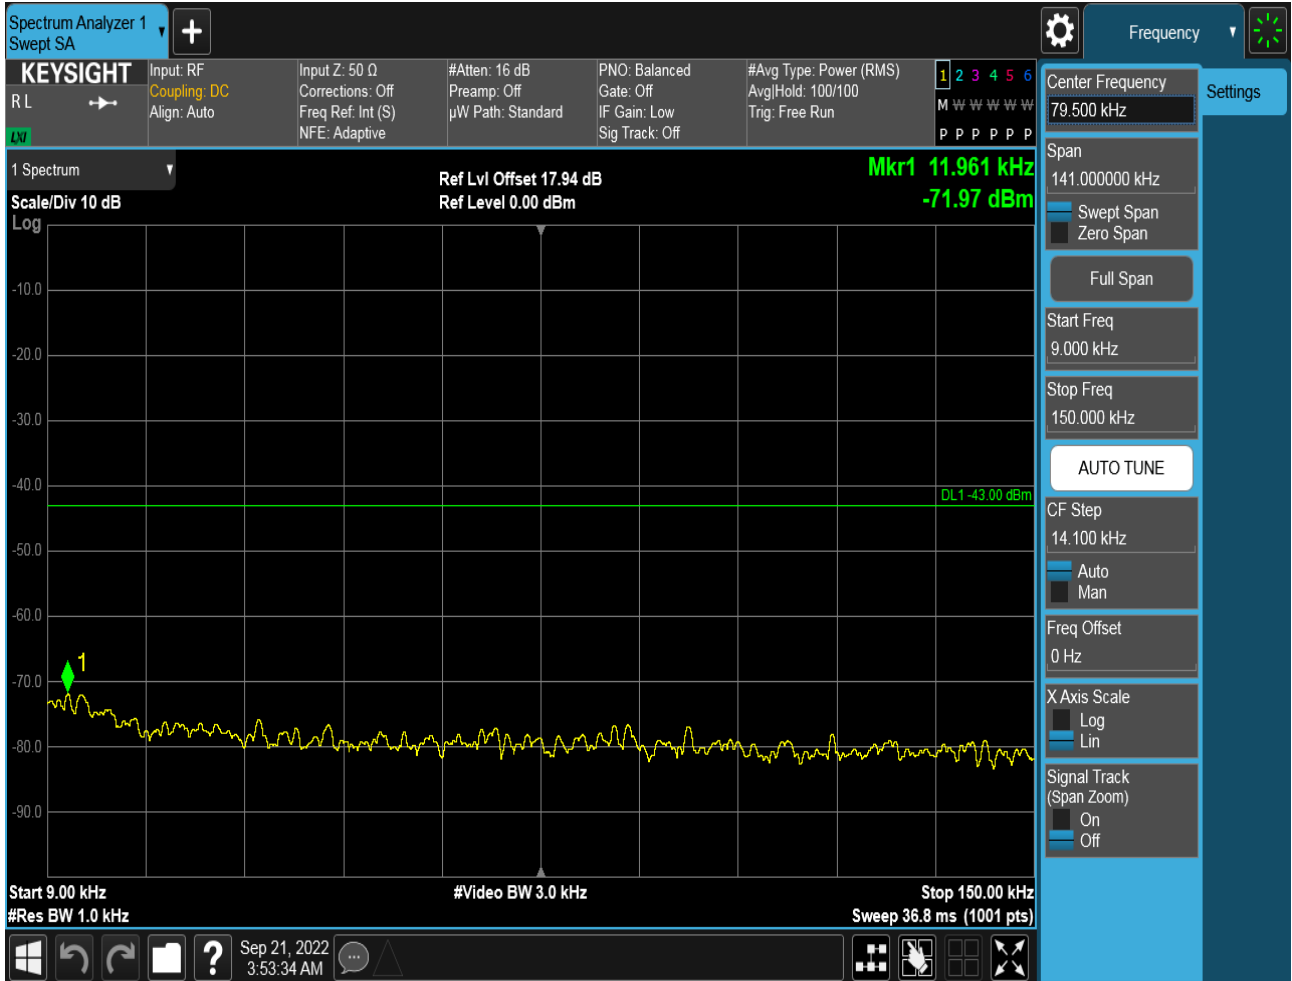 Spectrum Analyzer 1
Swept SA
Frequency
KEYSIGHT
R L
LXI
Input: RF
Coupling: DC
Align: Auto
Input Z: 50 Ω
Corrections: Off
Freq Ref: Int (S)
NFE: Adaptive
#Atten: 16 dB
Preamp: Off
µW Path: Standard
PNO: Balanced
Gate: Off
IF Gain: Low
Sig Track: Off
#Avg Type: Power (RMS)
Avg|Hold: 100/100
Trig: Free Run
1 2 3 4 5 6
M W W W W W
P P P P P P
1 Spectrum
Scale/Div 10 dB
Log
Ref Lvl Offset 17.94 dB
Ref Level 0.00 dBm
Mkr1 11.961 kHz
-71.97 dBm
-10.0
-20.0
-30.0
-40.0
DL1 -43.00 dBm
-50.0
-60.0
1
-70.0
-80.0
-90.0
Start 9.00 kHz
#Video BW 3.0 kHz
Stop 150.00 kHz
#Res BW 1.0 kHz
Sweep 36.8 ms (1001 pts)
Sep 21, 2022
3:53:34 AM
?
Center Frequency
79.500 kHz
Settings
Span
141.000000 kHz
Swept Span
Zero Span
Full Span
Start Freq
9.000 kHz
Stop Freq
150.000 kHz
AUTO TUNE
CF Step
14.100 kHz
Auto
Man
Freq Offset
0 Hz
X Axis Scale
Log
Lin
Signal Track
(Span Zoom)
On
Off